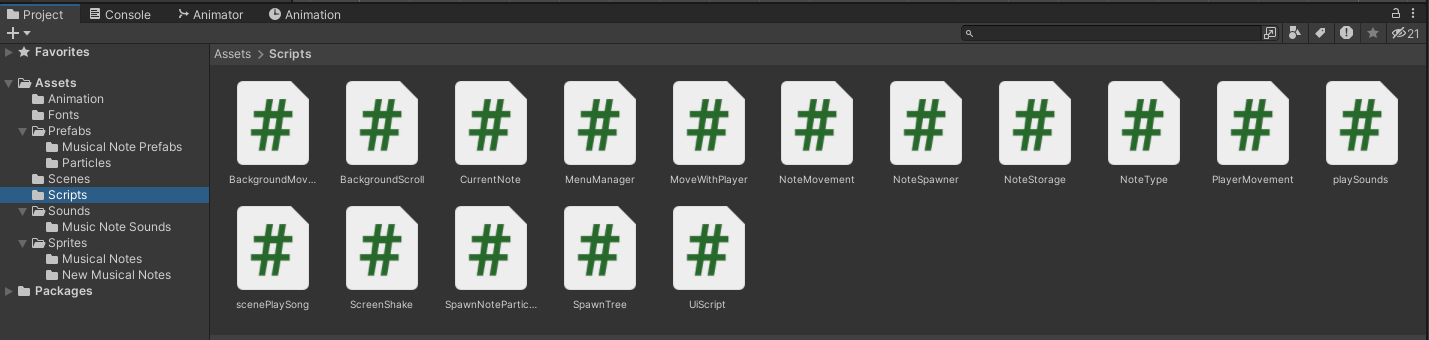 Project Console Animator Animation
21
Favorites
Assets
Animation
Fonts
Prefabs
Musical Note Prefabs
Particles
Scenes
Scripts
Sounds
Music Note Sounds
Sprites
Musical Notes
New Musical Notes
Packages
Assets > Scripts
BackgroundMov... BackgroundScroll CurrentNote MenuManager MoveWithPlayer NoteMovement NoteSpawner NoteStorage NoteType PlayerMovement playSounds
scenePlaySong ScreenShake SpawnNotePartic... SpawnTree UiScript